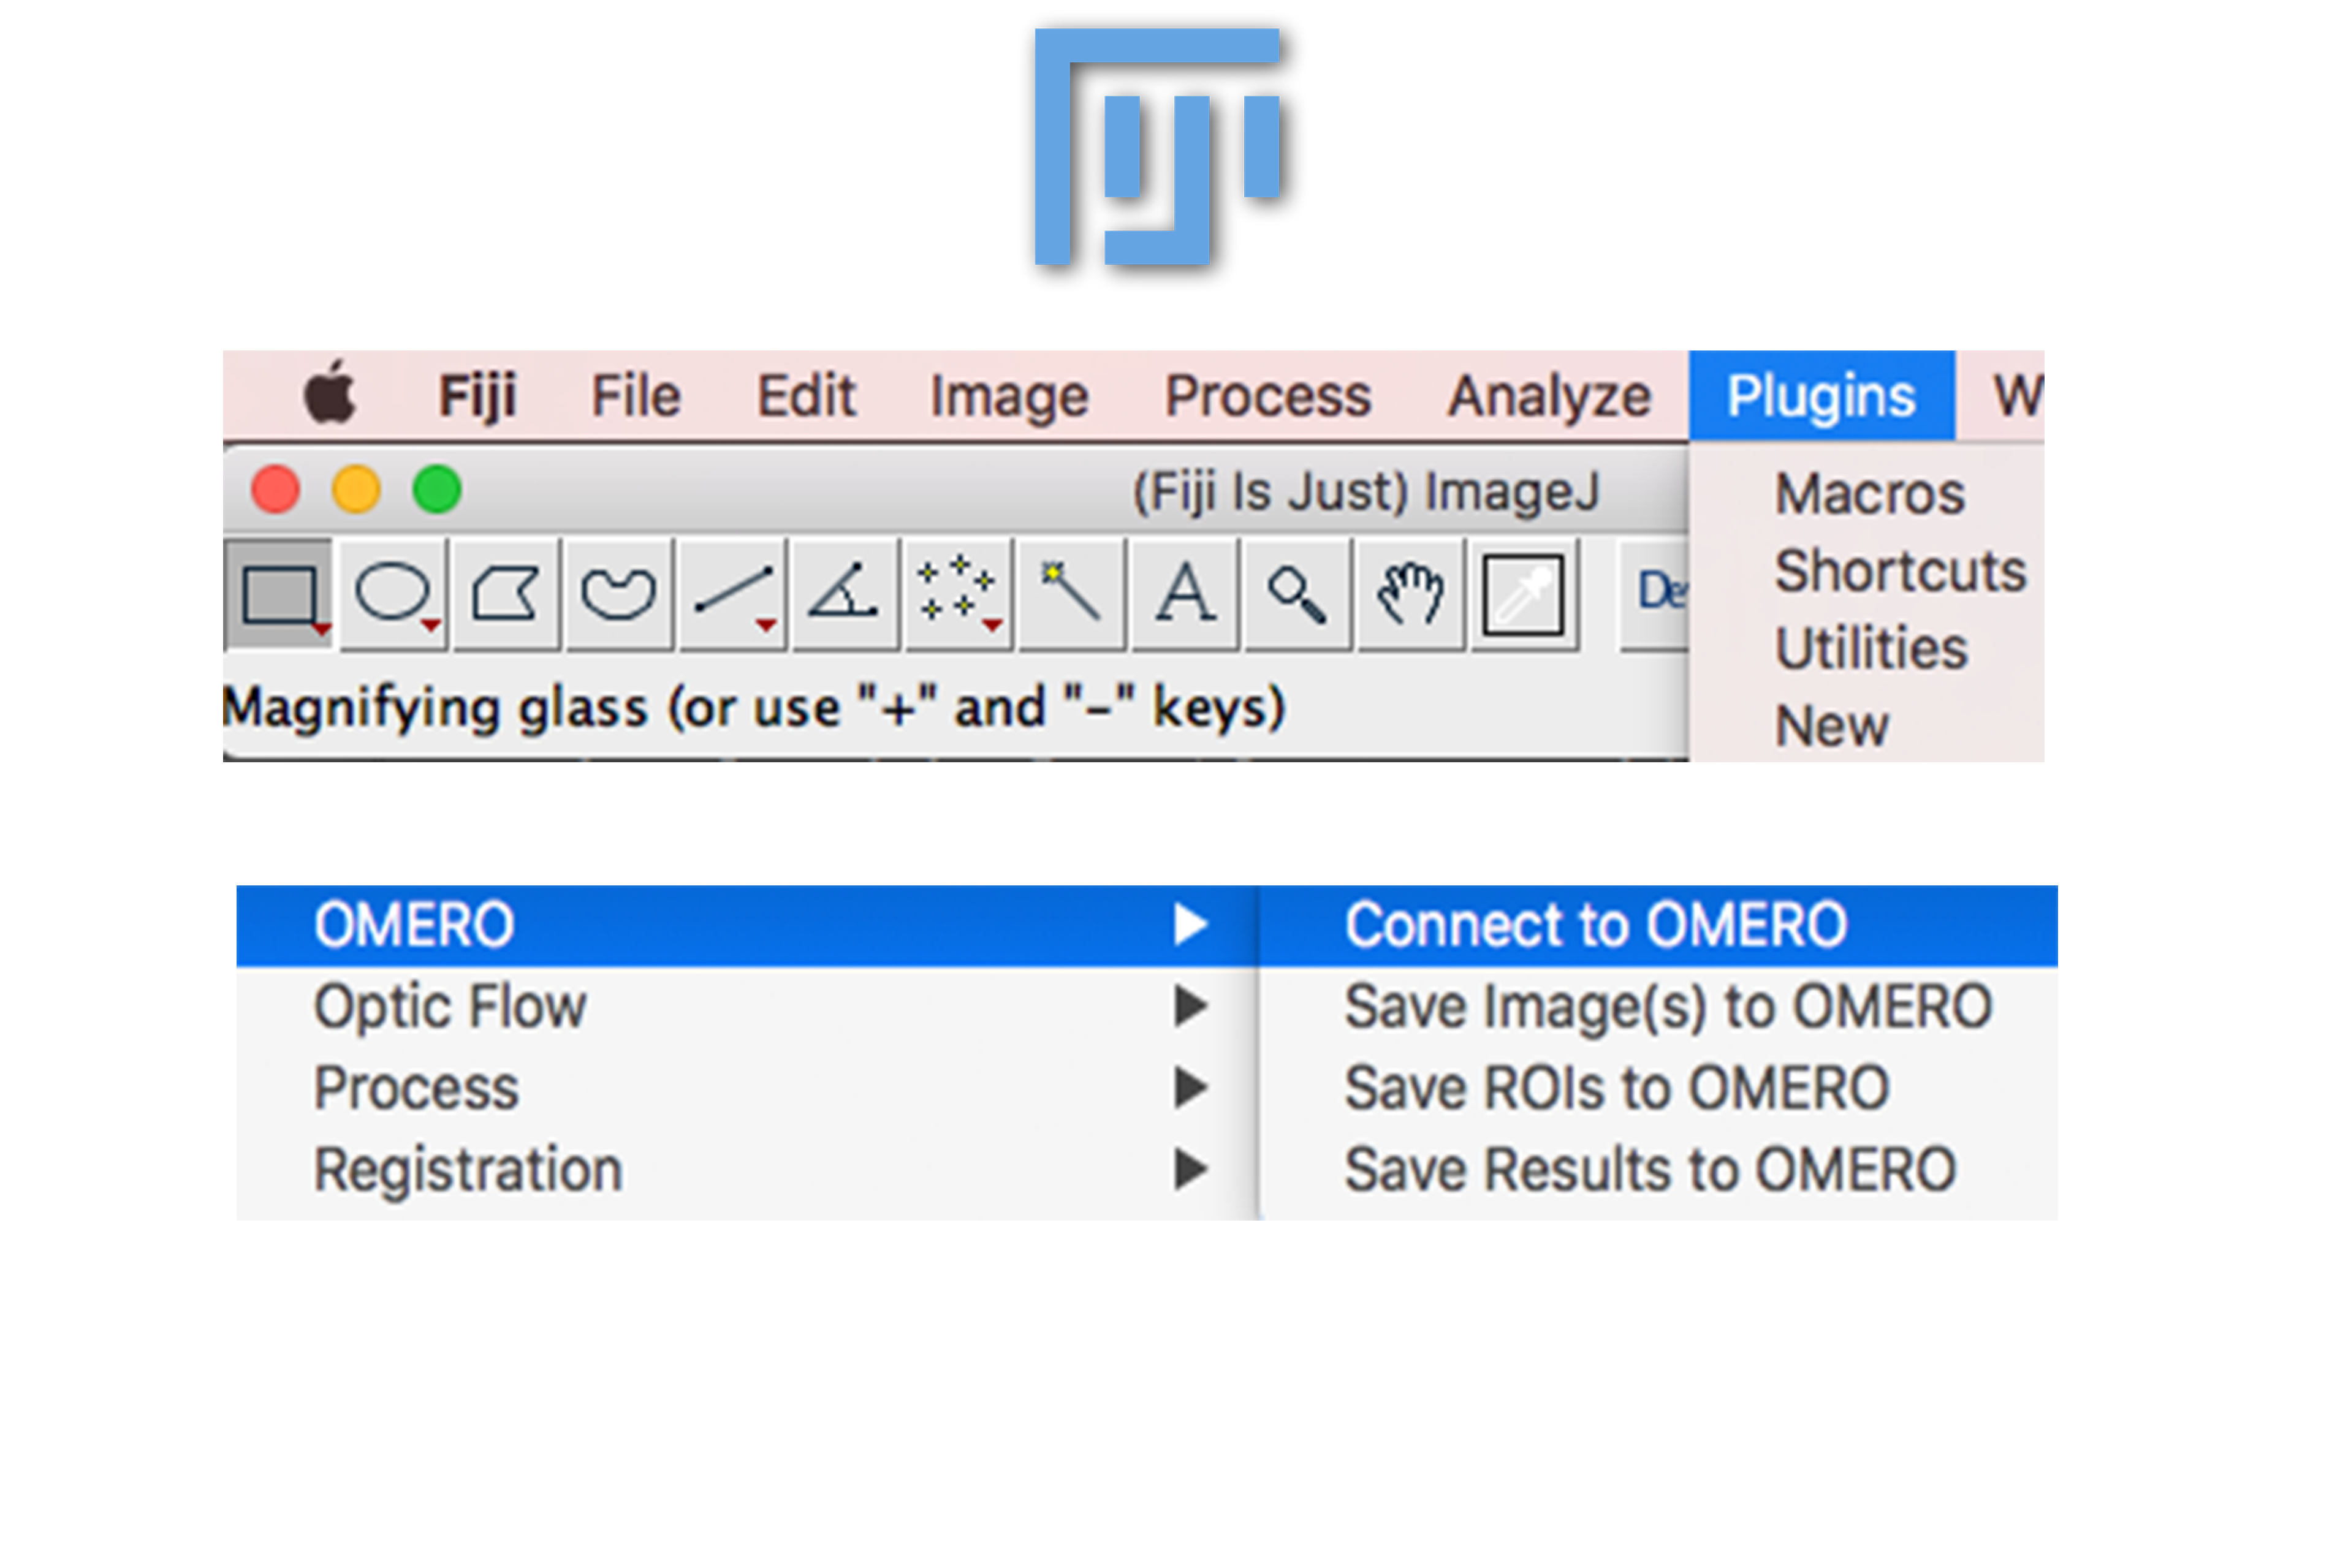 Fiji File Edit Image Process Analyze Plugins
(Fiji Is Just) ImageJ
Macros
Shortcuts
A
Utilities
Magnifying glass (or use "+" and "-" keys)
New
OMERO Connect to OMERO
Optic Flow Save Image(s) to OMERO
Process Save ROIs to OMERO
Registration Save Results to OMERO